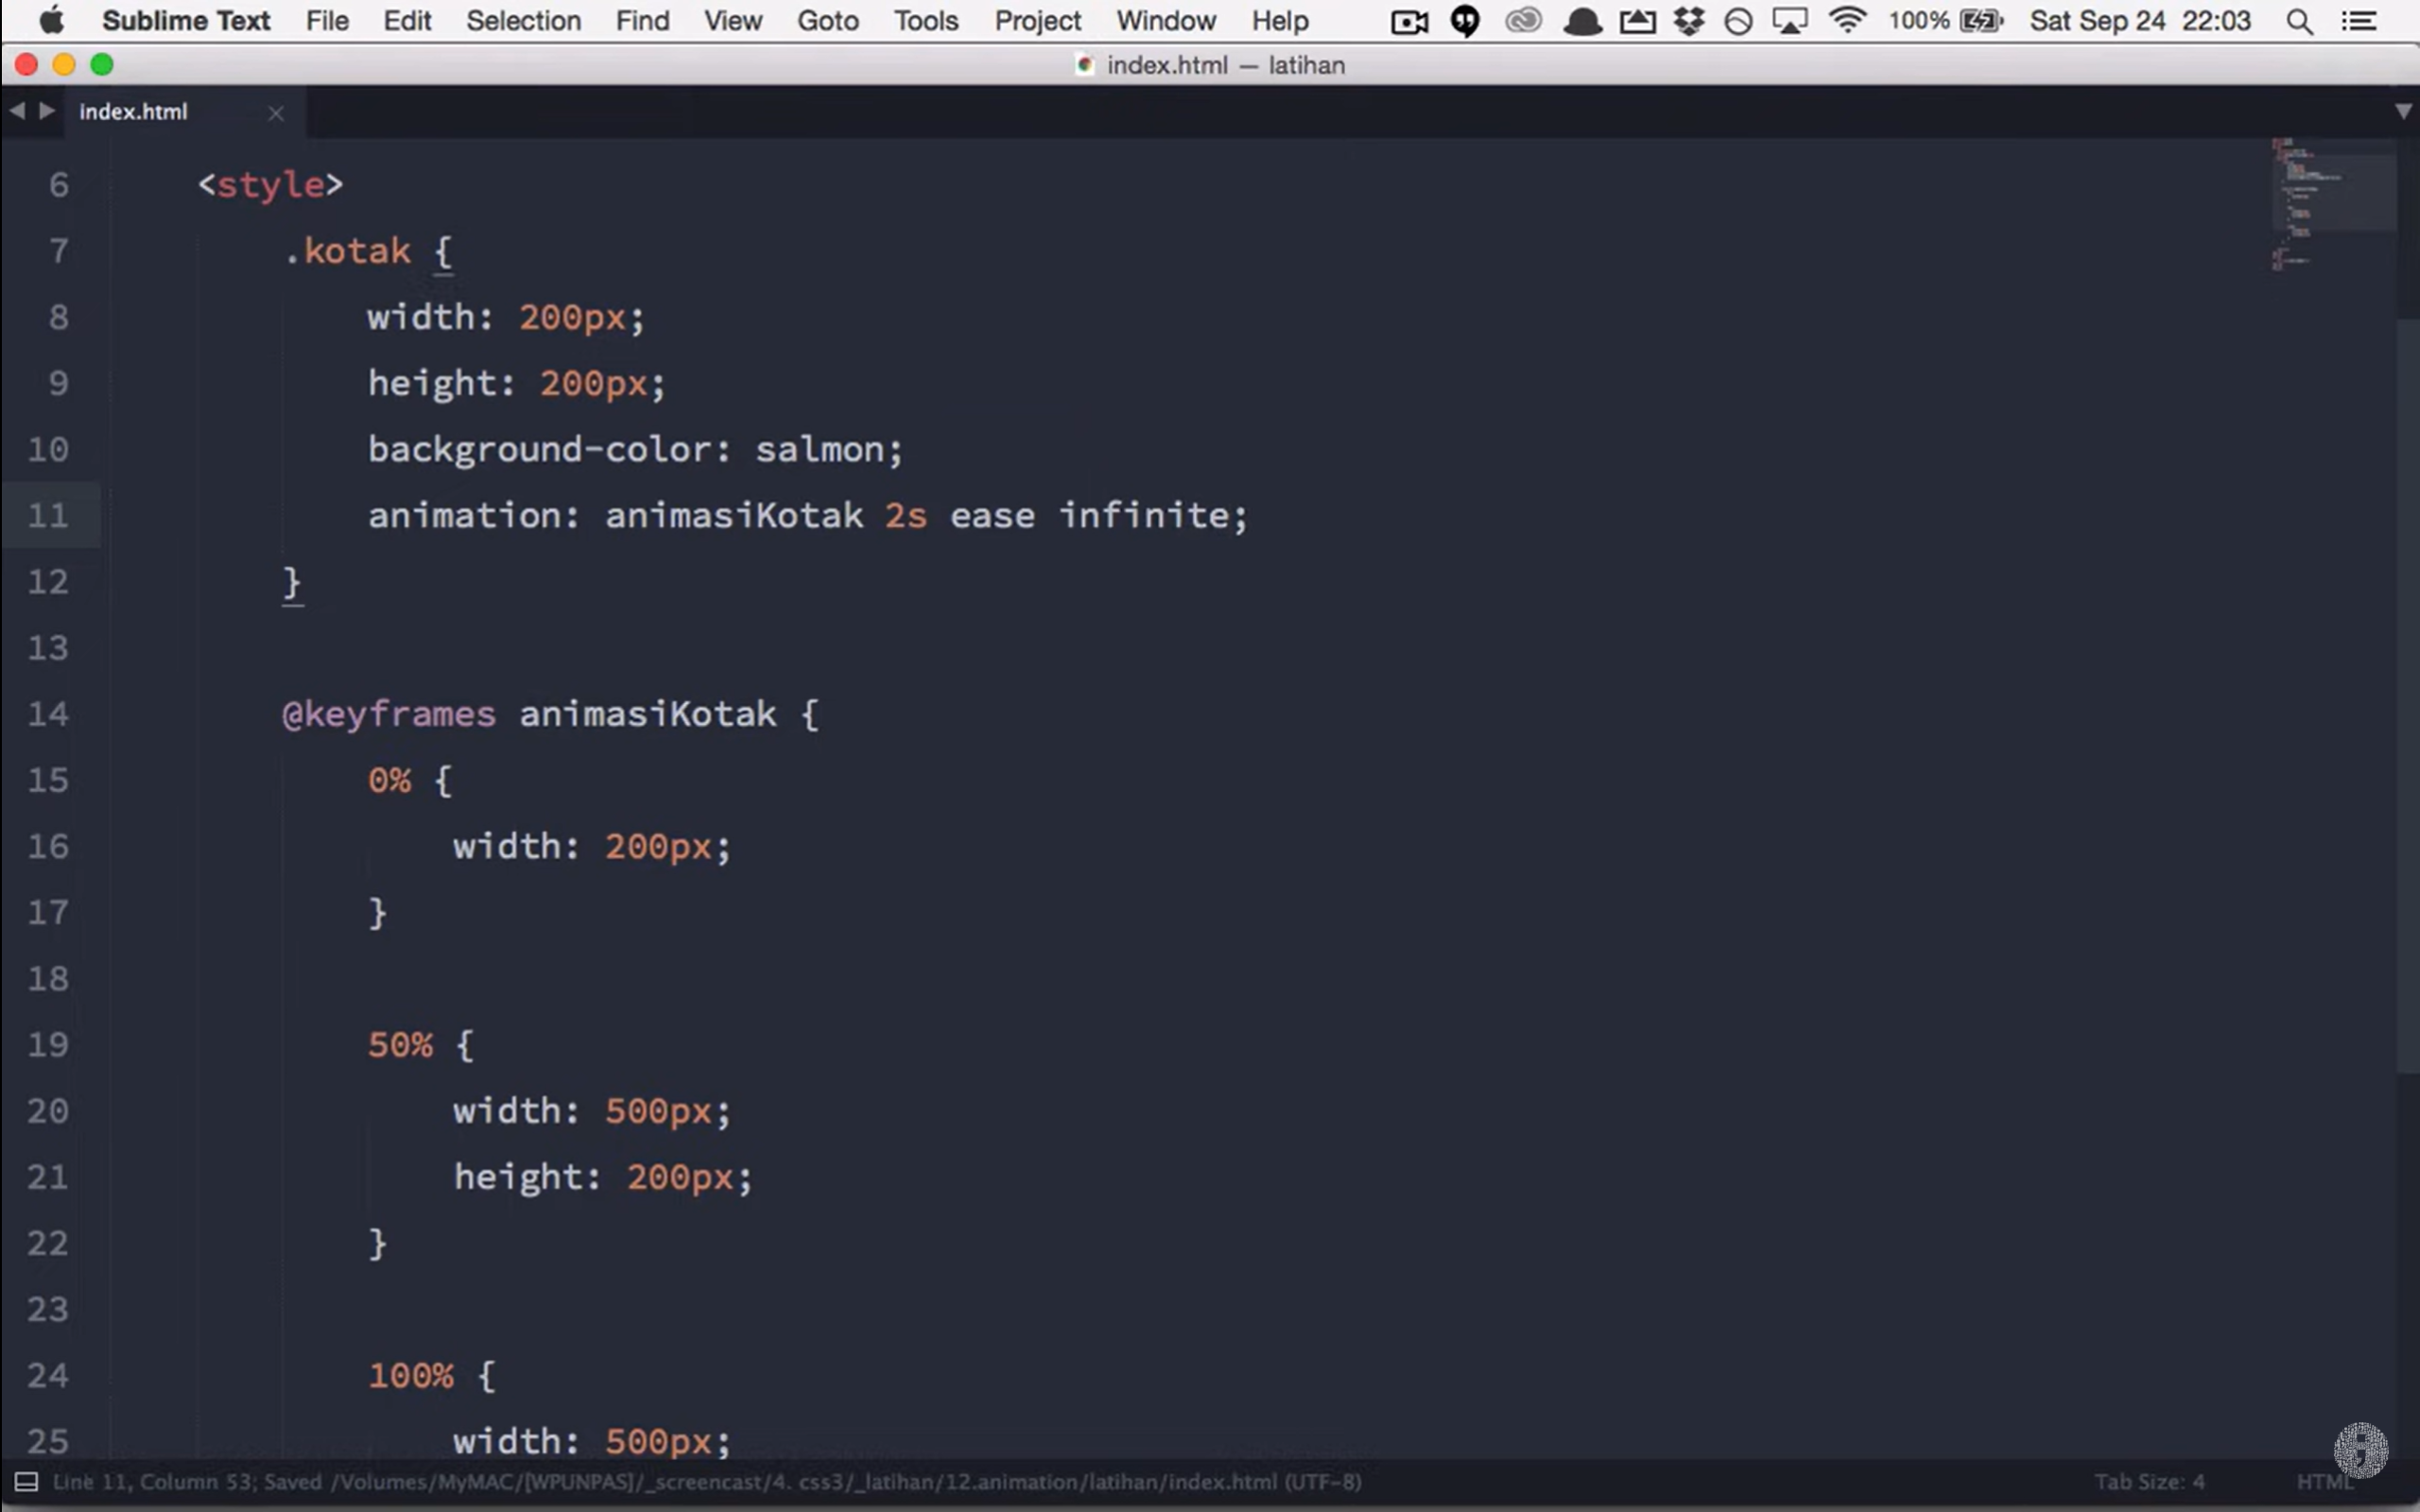 Sublime Text File Edit Selection Find View Goto Tools Project Window Help 100% Sat Sep 24 22:03
index.html — latihan
index.html
6 <style>
7 .kotak {
8 width: 200px;
9 height: 200px;
10 background-color: salmon;
11 animation: animasiKotak 2s ease infinite;
12 }
13
14 @keyframes animasiKotak {
15 0% {
16 width: 200px;
17 }
18
19 50% {
20 width: 500px;
21 height: 200px;
22 }
23
24 100% {
25 width: 500px;
Line 11, Column 53; Saved /Volumes/MyMAC/[WPUNPAS]/_screencast/4. css3/_latihan/12.animation/latihan/index.html (UTF-8) Tab Size: 4 HTML